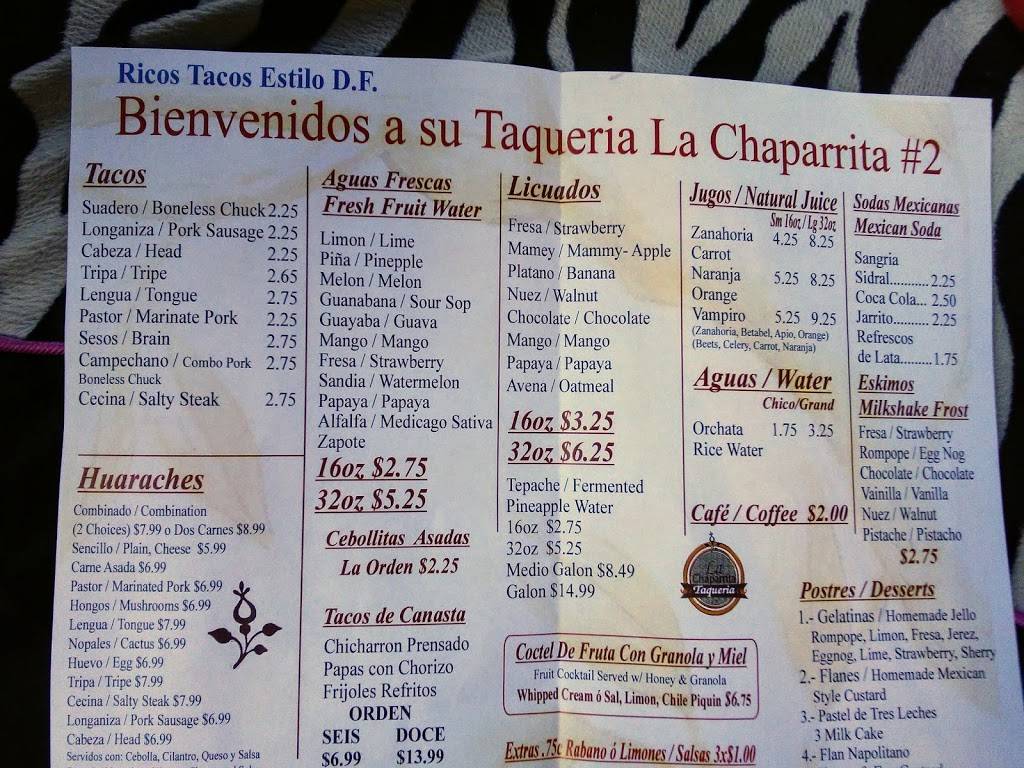 Ricos Tacos Estilo D.F.
Bienvenidos a su Taqueria La Chaparrita #2
Tacos
Suadero / Boneless Chuck 2.25
Longaniza / Pork Sausage 2.25
Cabeza / Head 2.25
Tripa / Tripe 2.65
Lengua / Tongue 2.75
Pastor / Marinate Pork 2.25
Sesos / Brain 2.75
Campechano / Combo Pork 2.75
Boneless Chuck
Cecina / Salty Steak 2.75
Huaraches
Combinado / Combination
(2 Choices) $7.99 o Dos Carnes $8.99
Sencillo / Plain, Cheese $5.99
Carne Asada $6.99
Pastor / Marinated Pork $6.99
Hongos / Mushrooms $6.99
Lengua / Tongue $7.99
Nopales / Cactus $6.99
Huevo / Egg $6.99
Tripa / Tripe $7.99
Cecina / Salty Steak $7.99
Longaniza / Pork Sausage $6.99
Cabeza / Head $6.99
Servidos con: Cebolla, Cilantro, Queso y Salsa
Aguas Frescas
Fresh Fruit Water
Limon / Lime
Piña / Pinepple
Melon / Melon
Guanabana / Sour Sop
Guayaba / Guava
Mango / Mango
Fresa / Strawberry
Sandia / Watermelon
Papaya / Papaya
Alfalfa / Medicago Sativa
Zapote
16oz $2.75
32oz $5.25
Cebollitas Asadas
La Orden $2.25
Tacos de Canasta
Chicharron Prensado
Papas con Chorizo
Frijoles Refritos
ORDEN
SEIS DOCE
$6.99 $13.99
Licuados
Fresa / Strawberry
Mamey / Mammy- Apple
Platano / Banana
Nuez / Walnut
Chocolate / Chocolate
Mango / Mango
Papaya / Papaya
Avena / Oatmeal
16oz $3.25
32oz $6.25
Tepache / Fermented
Pineapple Water
16oz $2.75
32oz $5.25
Medio Galon $8.49
Galon $14.99
Coctel De Fruta Con Granola y Miel
Fruit Cocktail Served w/ Honey & Granola
Whipped Cream ó Sal, Limon, Chile Piquin $6.75
Extras .75c Rabano ó Limones / Salsas 3x$1.00
Jugos / Natural Juice
Sm 16oz / Lg 32oz
Zanahoria 4.25 8.25
Carrot
Naranja 5.25 8.25
Orange
Vampiro 5.25 9.25
(Zanahoria, Betabel, Apio, Orange)
(Beets, Celery, Carrot, Naranja)
Aguas / Water
Chico/Grand
Orchata 1.75 3.25
Rice Water
Café / Coffee $2.00
La
Chaparrita
Taqueria
Sodas Mexicanas
Mexican Soda
Sangria
Sidral............ 2.25
Coca Cola... 2.50
Jarrito.......... 2.25
Refrescos
de Lata......... 1.75
Eskimos
Milkshake Frost
Fresa / Strawberry
Rompope / Egg Nog
Chocolate / Chocolate
Vainilla / Vanilla
Nuez / Walnut
Pistache / Pistacho
$2.75
Postres / Desserts
1.- Gelatinas / Homemade Jello
Rompope, Limon, Fresa, Jerez,
Eggnog, Lime, Strawberry, Sherry
2.- Flanes / Homemade Mexican
Style Custard
3.- Pastel de Tres Leches
3 Milk Cake
4.- Flan Napolitano